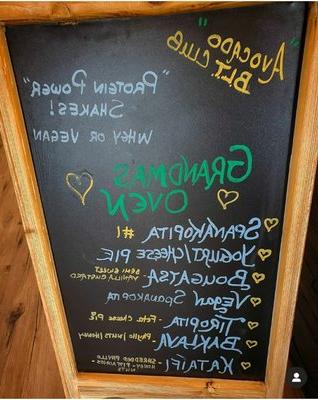 "AVOCADO"
BLT CLUB
"PROTEIN POWER"
SHAKES!
WHEY OR VEGAN
GRANDMAS
OVEN
SPANAKOPITA #1
YOGURT/CHEESE PIE
BOUGATSA SEMI SWEET
VANILLA CUSTARD
VEGAN SPANAKOPITA
TIROPITA - Feta Cheese Pie
BAKLAVA Phyllo/Nuts/Honey
KATAIFI - SHREDDED PHYLLO
HONEY - PISTACHIOS
NUTS -